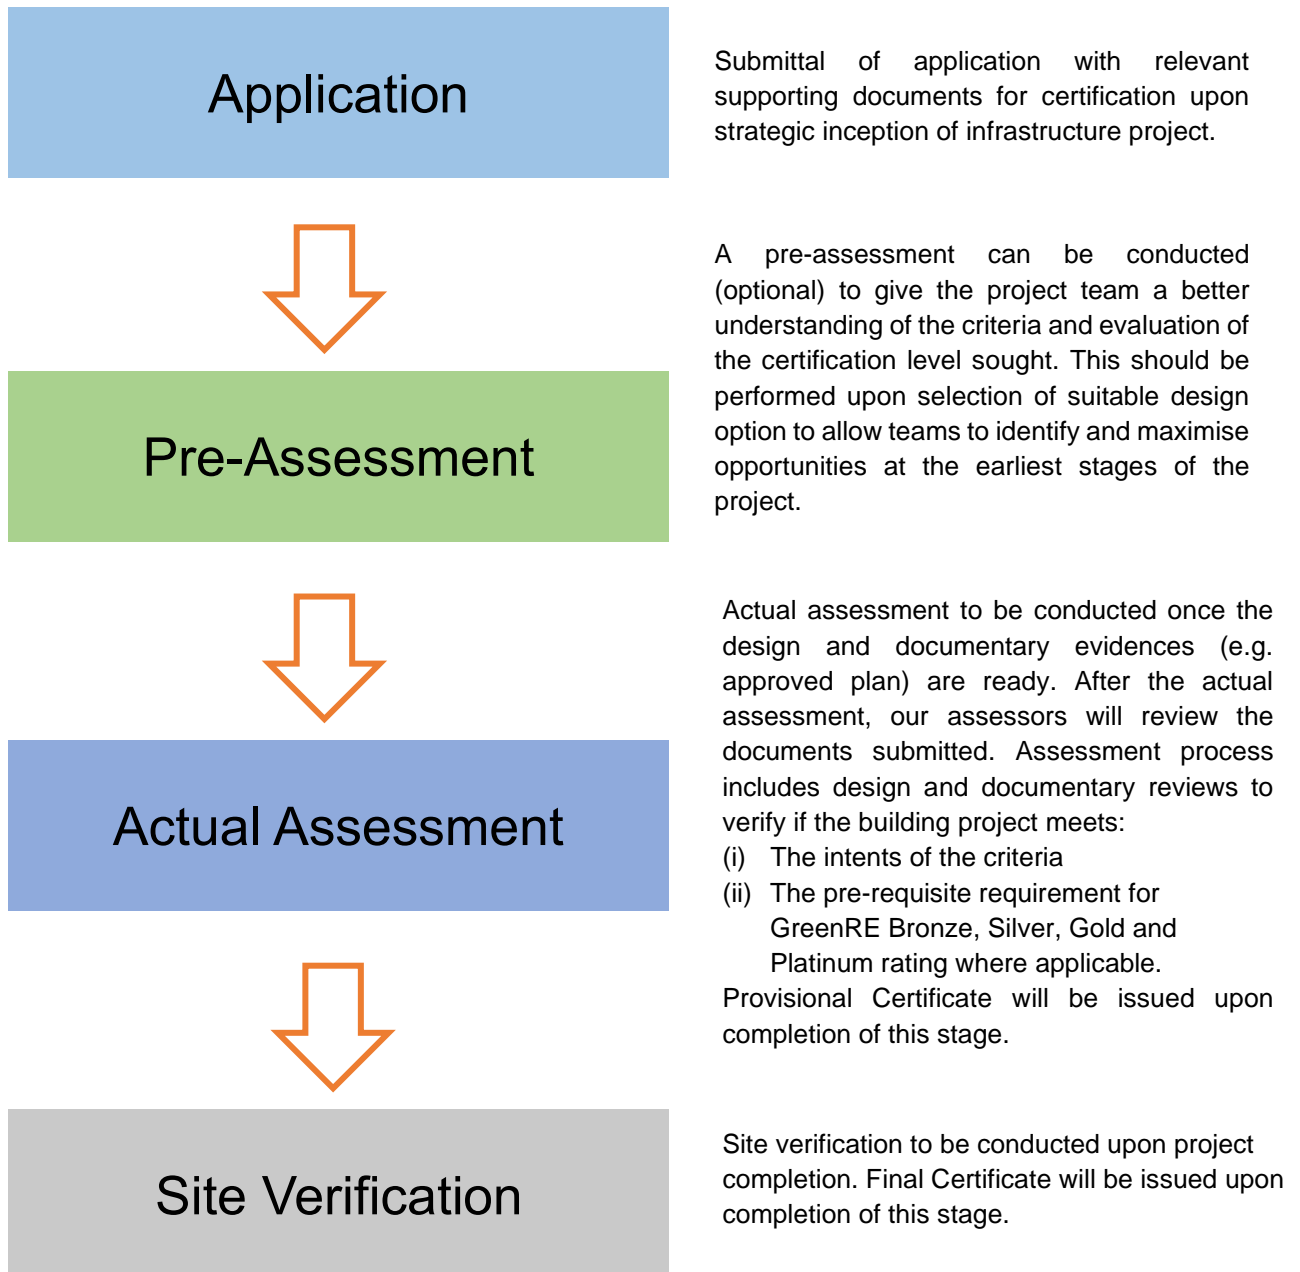 Application
Submittal of application with relevant
supporting documents for certification upon
strategic inception of infrastructure project.
Pre-Assessment
A pre-assessment can be conducted
(optional) to give the project team a better
understanding of the criteria and evaluation of
the certification level sought. This should be
performed upon selection of suitable design
option to allow teams to identify and maximise
opportunities at the earliest stages of the
project.
Actual Assessment
Actual assessment to be conducted once the
design and documentary evidences (e.g.
approved plan) are ready. After the actual
assessment, our assessors will review the
documents submitted. Assessment process
includes design and documentary reviews to
verify if the building project meets:
(i) The intents of the criteria
(ii) The pre-requisite requirement for
GreenRE Bronze, Silver, Gold and
Platinum rating where applicable.
Provisional Certificate will be issued upon
completion of this stage.
Site Verification
Site verification to be conducted upon project
completion. Final Certificate will be issued upon
completion of this stage.